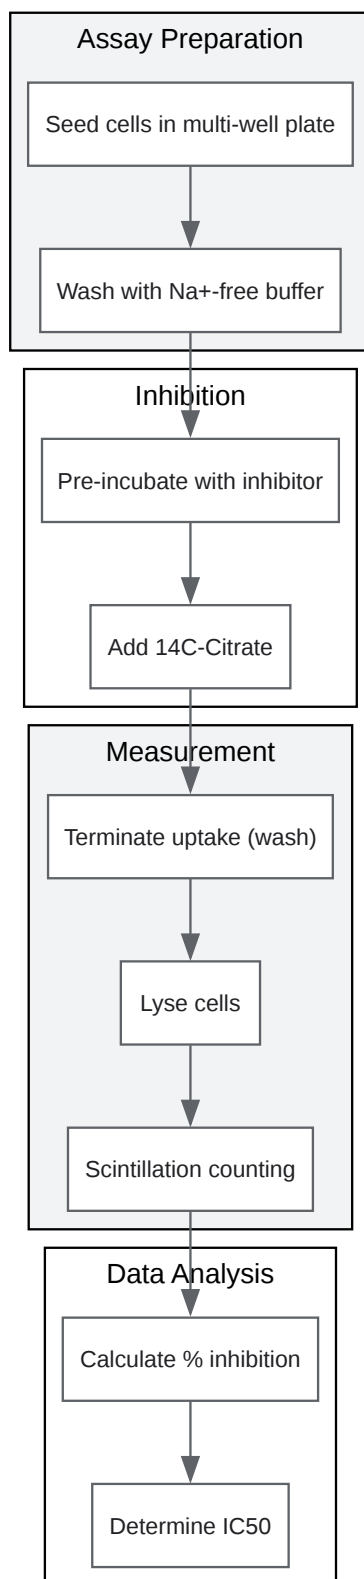 Assay Preparation
Seed cells in multi-well plate
Wash with Na+-free buffer
Inhibition
Pre-incubate with inhibitor
Add 14C-Citrate
Measurement
Terminate uptake (wash)
Lyse cells
Scintillation counting
Data Analysis
Calculate % inhibition
Determine IC50